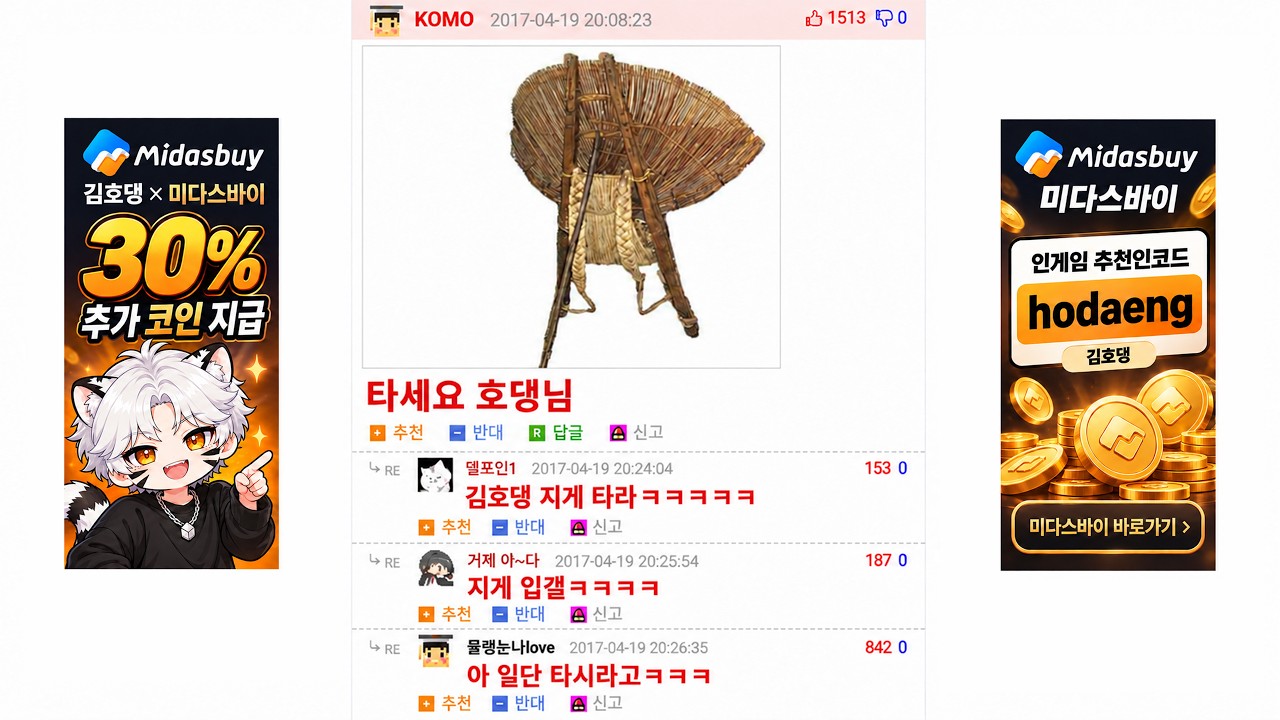 KOMO 2017-04-19 20:08:23 1513 0
Midasbuy
김호댕 × 미다스바이
30%
추가 코인 지급
타세요 호댕님
추천 반대 R 답글 신고
RE 델포인1 2017-04-19 20:24:04 153 0
김호댕 지게 타라ㅋㅋㅋㅋㅋ
추천 반대 신고
RE 거제 야~다 2017-04-19 20:25:54 187 0
지게 입갤ㅋㅋㅋㅋ
추천 반대 신고
RE 뮬랭눈나love 2017-04-19 20:26:35 842 0
아 일단 타시라고ㅋㅋㅋ
추천 반대 신고
Midasbuy
미다스바이
인게임 추천인코드
hodaeng
김호댕
미다스바이 바로가기 >